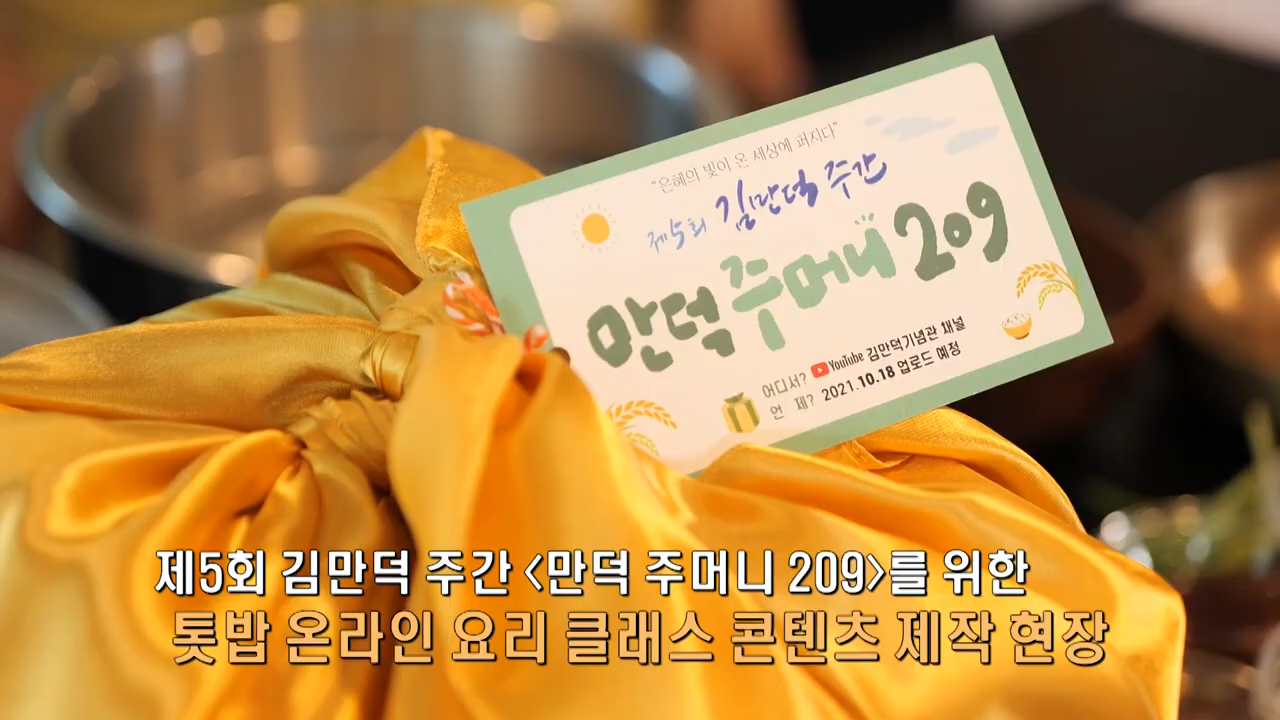 "은혜의 빛이 온 세상에 퍼지다"
제5회 김만덕 주간
만덕 주머니 209
어디서? YouTube 김만덕기념관 채널
언 제? 2021.10.18 업로드 예정
제5회 김만덕 주간 <만덕 주머니 209>를 위한
톳밥 온라인 요리 클래스 콘텐츠 제작 현장